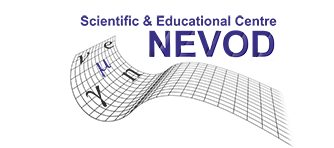 Scientific & Educational Centre
NEVOD
ν e
μ
γ n